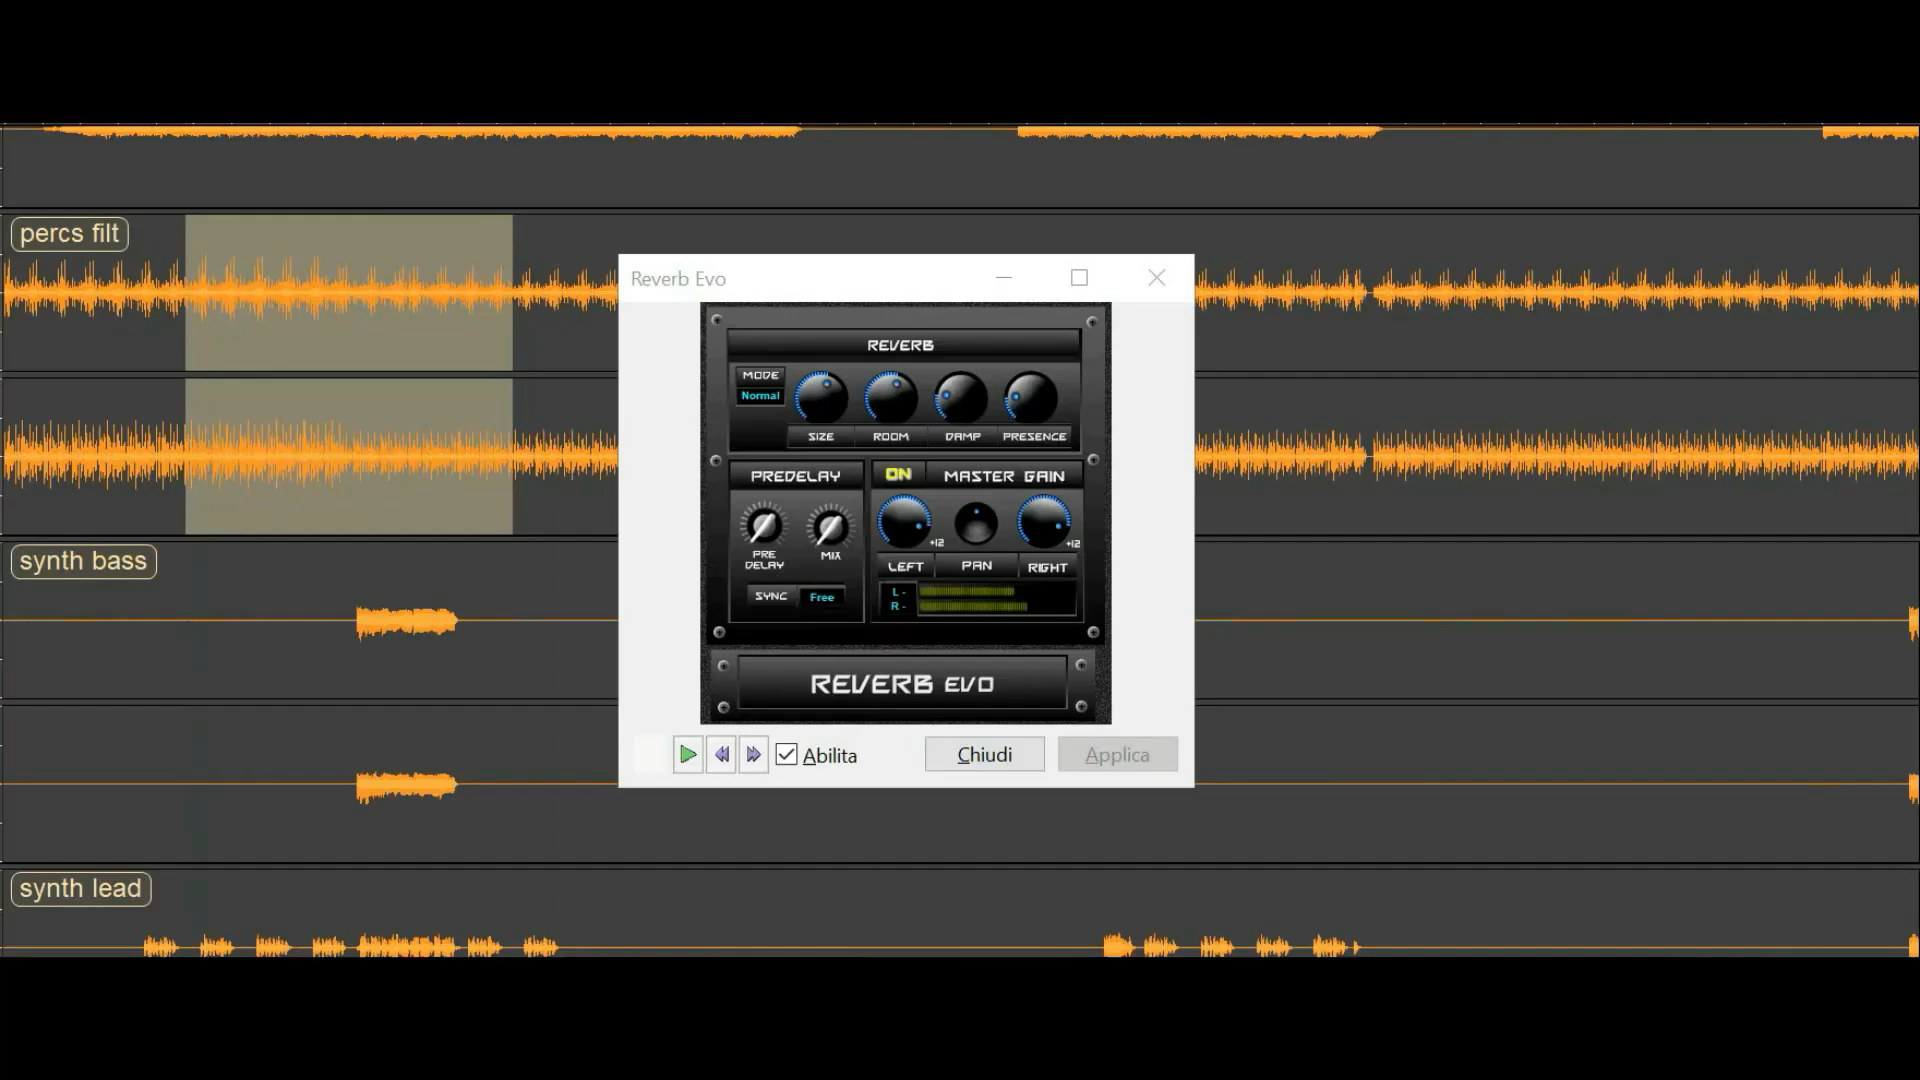 percs filt
Reverb Evo
REVERB
MODE
Normal
SIZE ROOM DAMP PRESENCE
PREDELAY ON MASTER GAIN
+12 +12
PRE DELAY MIX
LEFT PAN RIGHT
SYNC Free
L -
R -
REVERB EVO
Abilita Chiudi Applica
synth bass
synth lead